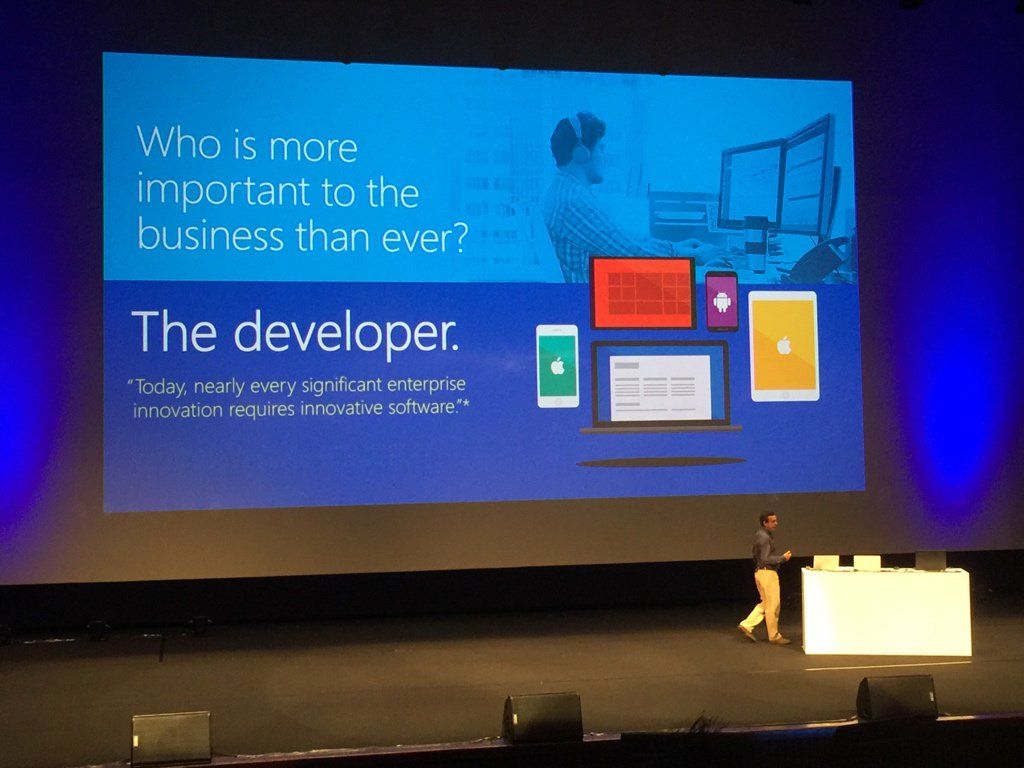 Who is more
important to the
business than ever?
The developer.
"Today, nearly every significant enterprise
innovation requires innovative software."*